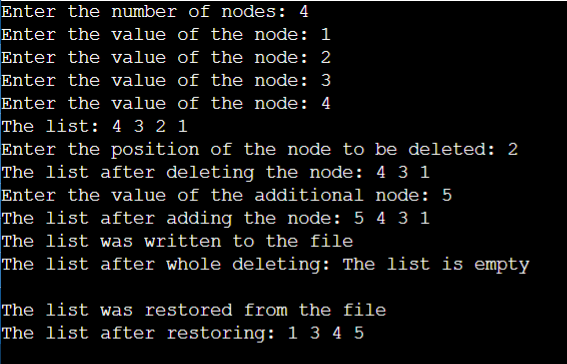 Enter the number of nodes: 4
Enter the value of the node: 1
Enter the value of the node: 2
Enter the value of the node: 3
Enter the value of the node: 4
The list: 4 3 2 1
Enter the position of the node to be deleted: 2
The list after deleting the node: 4 3 1
Enter the value of the additional node: 5
The list after adding the node: 5 4 3 1
The list was written to the file
The list after whole deleting: The list is empty
The list was restored from the file
The list after restoring: 1 3 4 5